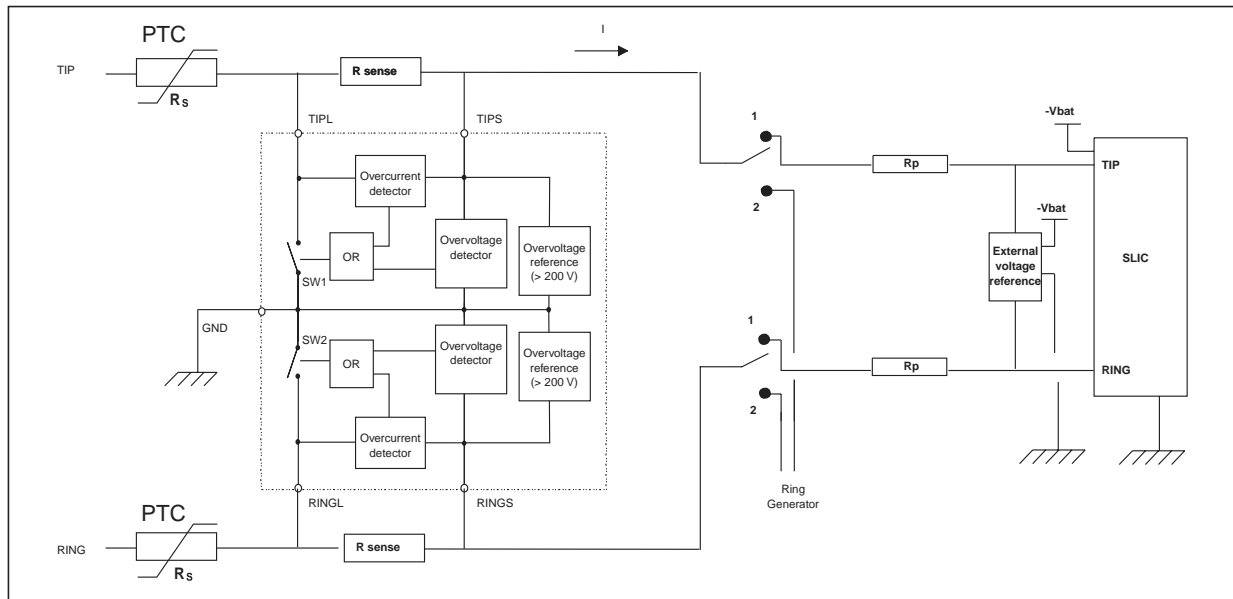 PTC
I
TIP
R sense
Rs
TIPL
TIPS
1
-Vbat
Overcurrent
detector
Rp
TIP
2
-Vbat
OR
Overvoltage
detector
Overvoltage
reference
(> 200 V)
External
voltage
reference
SLIC
SW1
GND
SW2
1
OR
Overvoltage
detector
Overvoltage
reference
(> 200 V)
Rp
RING
2
Overcurrent
detector
RINGL
RINGS
Ring
Generator
PTC
RING
R sense
Rs